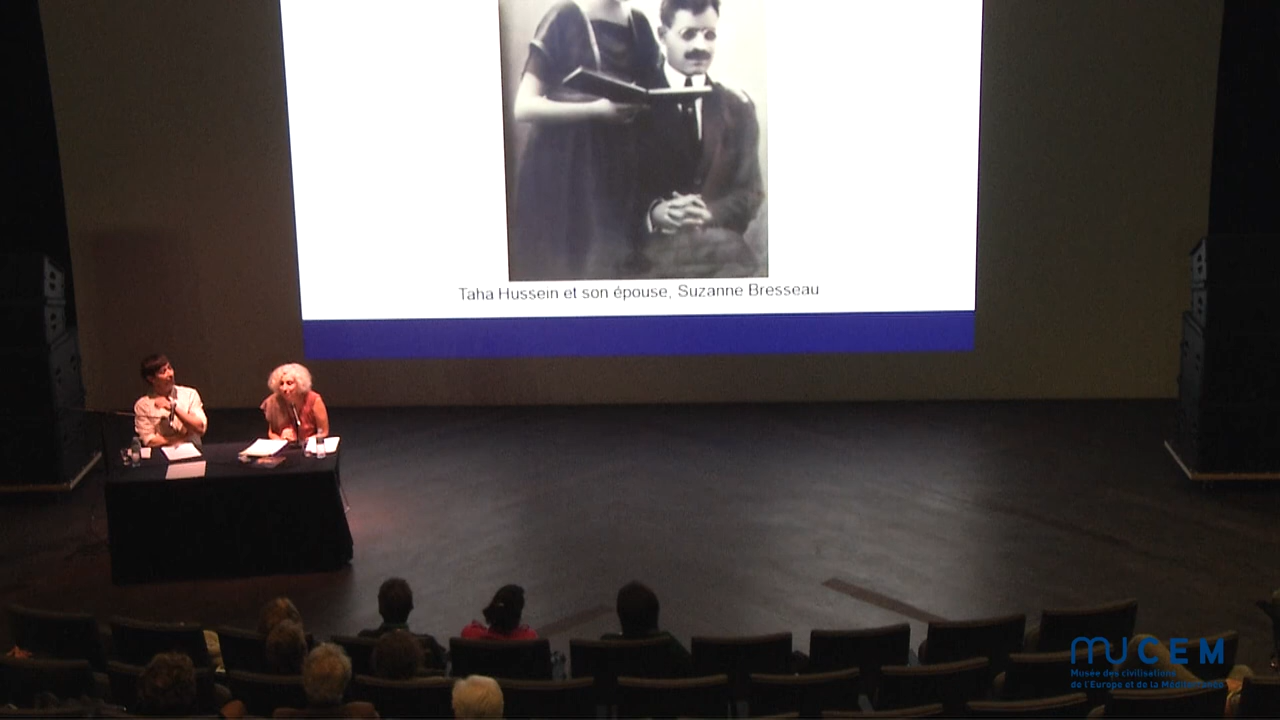 Taha Hussein et son épouse, Suzanne Bresseau
MUCEM
Musée des civilisations
de l'Europe et de la Méditerranée